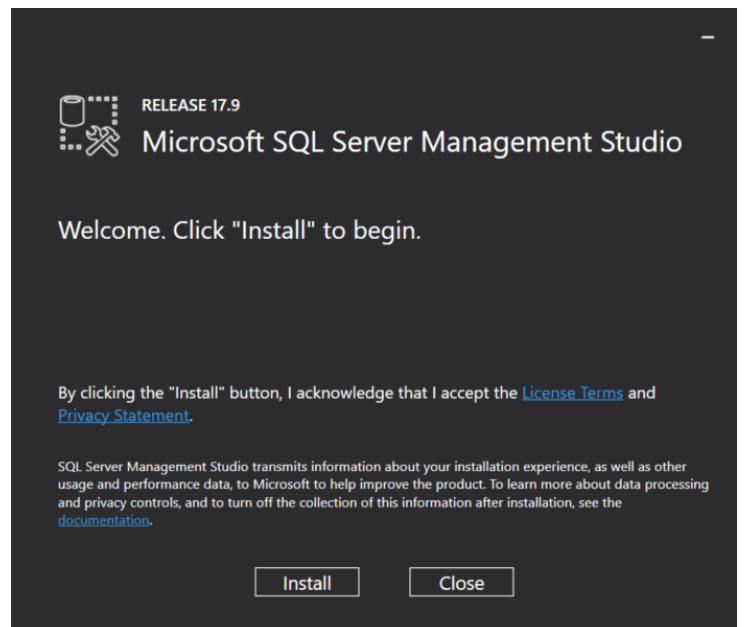 RELEASE 17.9
Microsoft SQL Server Management Studio
Welcome. Click "Install" to begin.
By clicking the "Install" button, I acknowledge that I accept the License Terms and
Privacy Statement.
SQL Server Management Studio transmits information about your installation experience, as well as other
usage and performance data, to Microsoft to help improve the product. To learn more about data processing
and privacy controls, and to turn off the collection of this information after installation, see the
documentation.
Install
Close